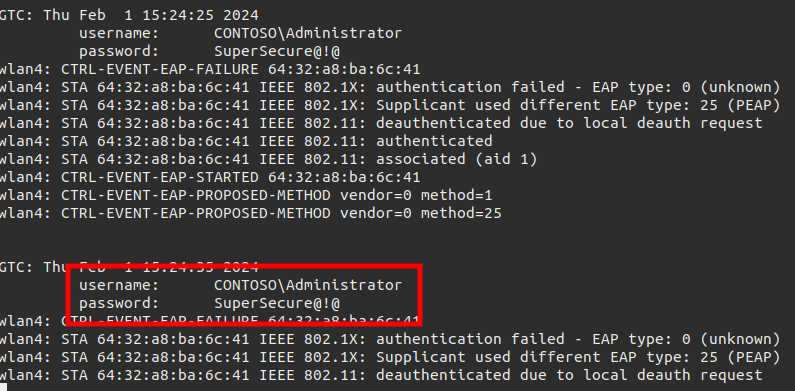 GTC: Thu Feb  1 15:24:25 2024
         username:      CONTOSO\Administrator
         password:      SuperSecure@!@
wlan4: CTRL-EVENT-EAP-FAILURE 64:32:a8:ba:6c:41
wlan4: STA 64:32:a8:ba:6c:41 IEEE 802.1X: authentication failed - EAP type: 0 (unknown)
wlan4: STA 64:32:a8:ba:6c:41 IEEE 802.1X: Supplicant used different EAP type: 25 (PEAP)
wlan4: STA 64:32:a8:ba:6c:41 IEEE 802.11: deauthenticated due to local deauth request
wlan4: STA 64:32:a8:ba:6c:41 IEEE 802.11: authenticated
wlan4: STA 64:32:a8:ba:6c:41 IEEE 802.11: associated (aid 1)
wlan4: CTRL-EVENT-EAP-STARTED 64:32:a8:ba:6c:41
wlan4: CTRL-EVENT-EAP-PROPOSED-METHOD vendor=0 method=1
wlan4: CTRL-EVENT-EAP-PROPOSED-METHOD vendor=0 method=25
GTC: Thu Feb  1 15:24:35 2024
         username:      CONTOSO\Administrator
         password:      SuperSecure@!@
wlan4: CTRL-EVENT-EAP-FAILURE 64:32:a8:ba:6c:41
wlan4: STA 64:32:a8:ba:6c:41 IEEE 802.1X: authentication failed - EAP type: 0 (unknown)
wlan4: STA 64:32:a8:ba:6c:41 IEEE 802.1X: Supplicant used different EAP type: 25 (PEAP)
wlan4: STA 64:32:a8:ba:6c:41 IEEE 802.11: deauthenticated due to local deauth request